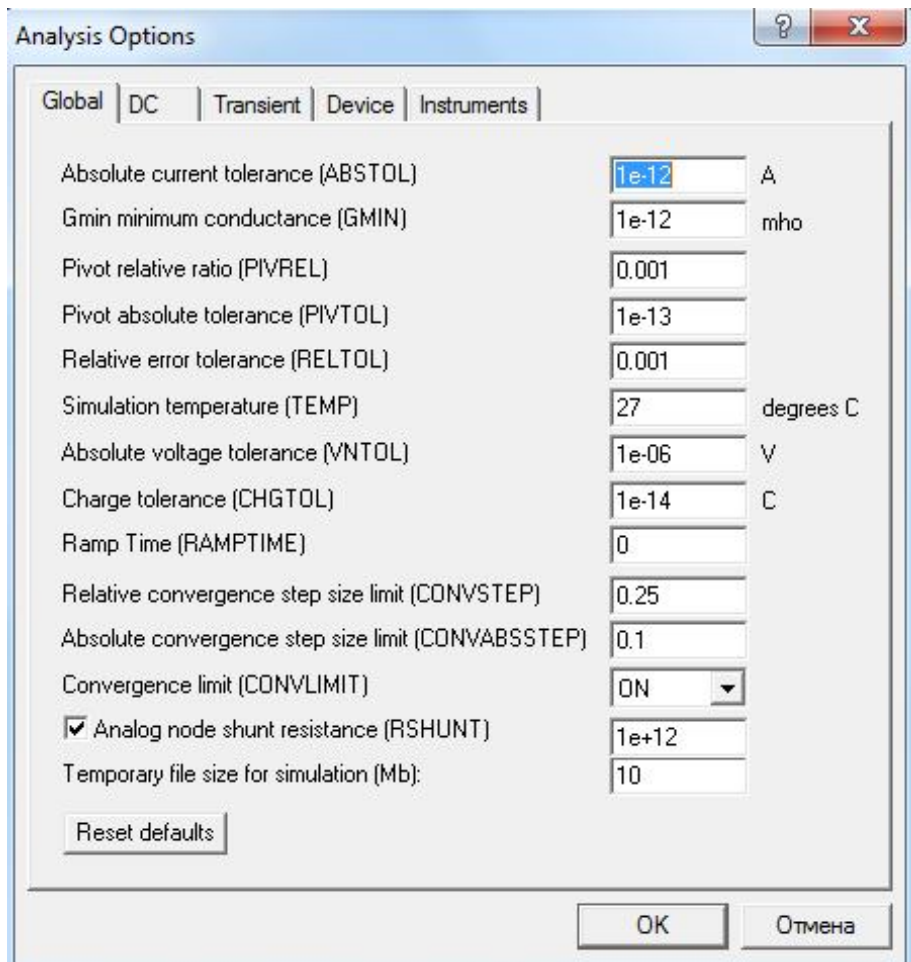 Analysis Options
? X
Global DC Transient Device Instruments
Absolute current tolerance (ABSTOL) 1e-12 A
Gmin minimum conductance (GMIN) 1e-12 mho
Pivot relative ratio (PIVREL) 0.001
Pivot absolute tolerance (PIVTOL) 1e-13
Relative error tolerance (RELTOL) 0.001
Simulation temperature (TEMP) 27 degrees C
Absolute voltage tolerance (VNTOL) 1e-06 V
Charge tolerance (CHGTOL) 1e-14 C
Ramp Time (RAMPTIME) 0
Relative convergence step size limit (CONVSTEP) 0.25
Absolute convergence step size limit (CONVABSSTEP) 0.1
Convergence limit (CONVLIMIT) ON
Analog node shunt resistance (RSHUNT) 1e+12
Temporary file size for simulation (Mb): 10
Reset defaults
OK Отмена